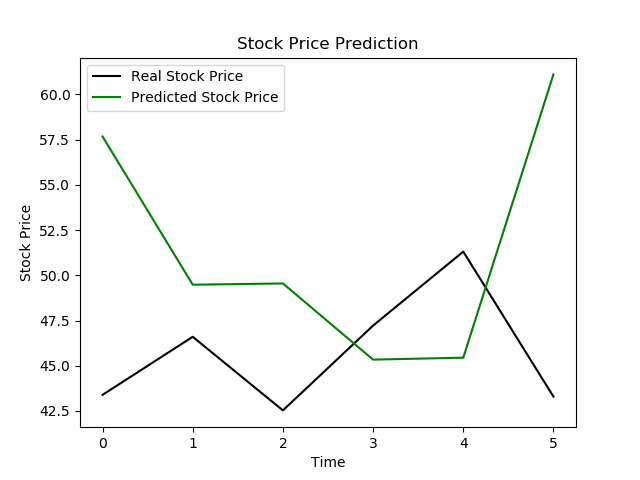 Stock Price Prediction
Real Stock Price
Predicted Stock Price
60.0
57.5
55.0
52.5
50.0
47.5
45.0
42.5
Stock Price
0 1 2 3 4 5
Time